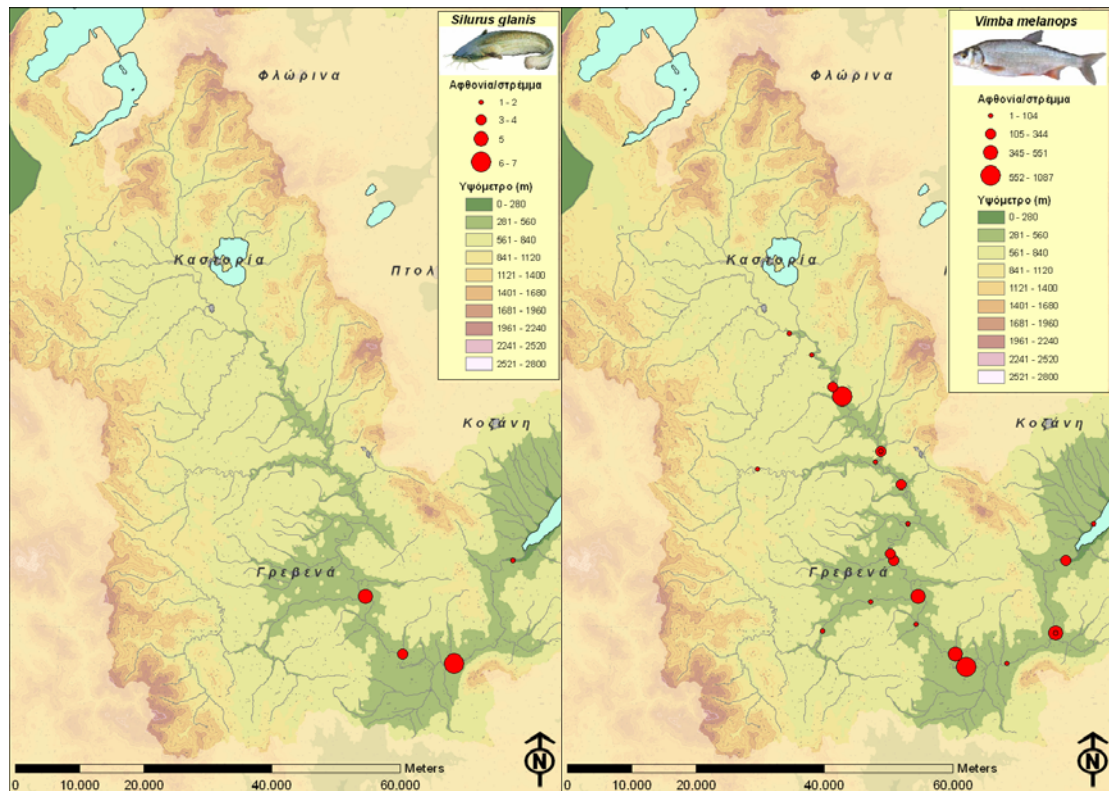 Silurus glanis
Αφθονία/στρέμμα
1 - 2
3 - 4
5
6 - 7
Υψόμετρο (m)
0 - 280
281 - 560
561 - 840
841 - 1120
1121 - 1400
1401 - 1680
1681 - 1960
1961 - 2240
2241 - 2520
2521 - 2800
Φλώρινα
Καστοριά
Πτολ
Κοζάνη
Γρεβενά
Meters
0 10.000 20.000 40.000 60.000
N
Vimba melanops
Αφθονία/στρέμμα
1 - 104
105 - 344
345 - 551
552 - 1087
Υψόμετρο (m)
0 - 280
281 - 560
561 - 840
841 - 1120
1121 - 1400
1401 - 1680
1681 - 1960
1961 - 2240
2241 - 2520
2521 - 2800
Φλώρινα
Καστοριά
Κοζάνη
Γρεβενά
Meters
0 10.000 20.000 40.000 60.000
N